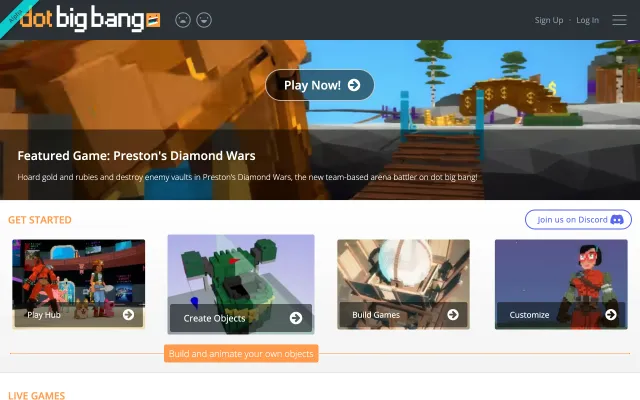 Alpha
dot big bang
Sign Up · Log In
Play Now!
Featured Game: Preston's Diamond Wars
Hoard gold and rubies and destroy enemy vaults in Preston's Diamond Wars, the new team-based arena battler on dot big bang!
GET STARTED
Join us on Discord
Play Hub
Create Objects
Build Games
Customize
Build and animate your own objects
LIVE GAMES